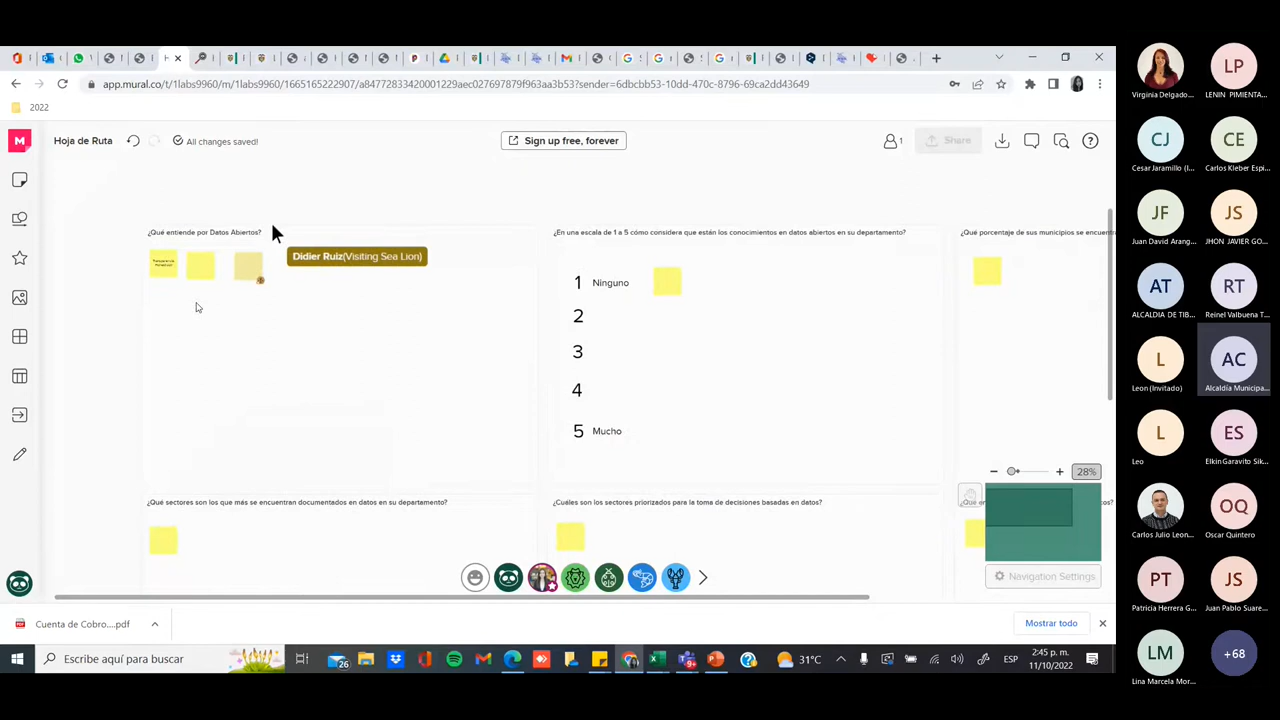 app.mural.co/t/1labs9960/m/1labs9960/1665165222907/a84772833420001229aec027697879f963aa3b53?sender=6dbcbb53-10dd-470c-8796-69ca2dd43649
2022
Hoja de Ruta
All changes saved!
Sign up free, forever
1
Share
¿Qué entiende por Datos Abiertos?
Didier Ruiz(Visiting Sea Lion)
¿En una escala de 1 a 5 cómo considera que están los conocimientos en datos abiertos en su departamento?
1 Ninguno
2
3
4
5 Mucho
¿Qué porcentaje de sus municipios se encuentr
28%
¿Qué sectores son los que más se encuentran documentados en datos en su departamento?
¿Cuáles son los sectores priorizados para la toma de decisiones basadas en datos?
Navigation Settings
Cuenta de Cobro....pdf
Mostrar todo
Escribe aquí para buscar
26
9+
31°C
ESP
2:45 p. m.
11/10/2022
Virginia Delgado...
LP
LENIN PIMIENTA...
CJ
Cesar Jaramillo (I...
CE
Carlos Kleber Espi...
JF
Juan David Arang...
JS
JHON JAVIER GO...
AT
ALCALDIA DE TIB...
RT
Reinel Valbuena T...
L
Leon (Invitado)
AC
Alcaldía Municipa...
L
Leo
ES
Elkin Garavito Sik...
Carlos Julio Leon...
OQ
Oscar Quintero
PT
Patricia Herrera G...
JS
Juan Pablo Suare...
LM
Lina Marcela Mor...
+68